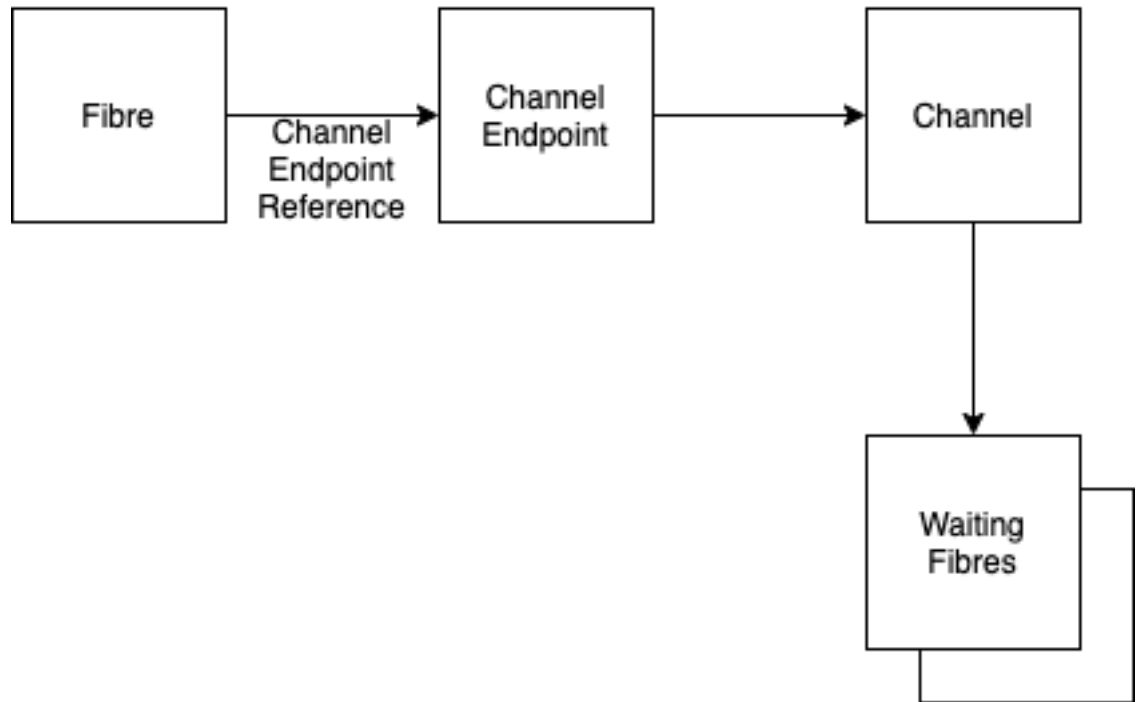 Fibre
Channel
Endpoint
Reference
Channel
Endpoint
Channel
Waiting
Fibres